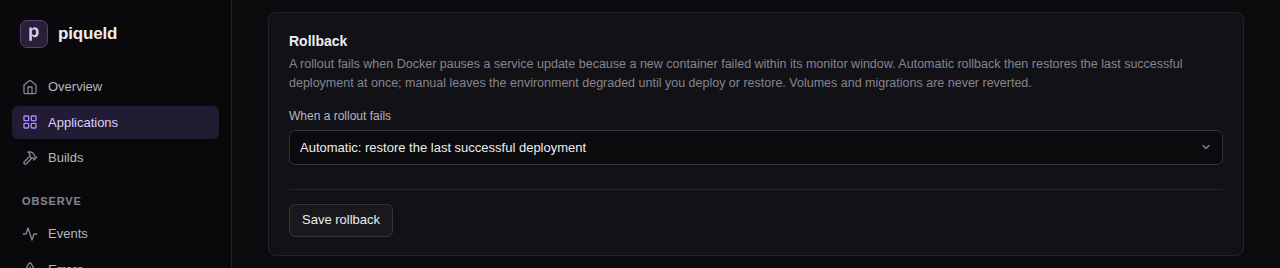 p piqueld
Overview
Applications
Builds
OBSERVE
Events
Errors
Rollback
A rollout fails when Docker pauses a service update because a new container failed within its monitor window. Automatic rollback then restores the last successful
deployment at once; manual leaves the environment degraded until you deploy or restore. Volumes and migrations are never reverted.
When a rollout fails
Automatic: restore the last successful deployment
Save rollback